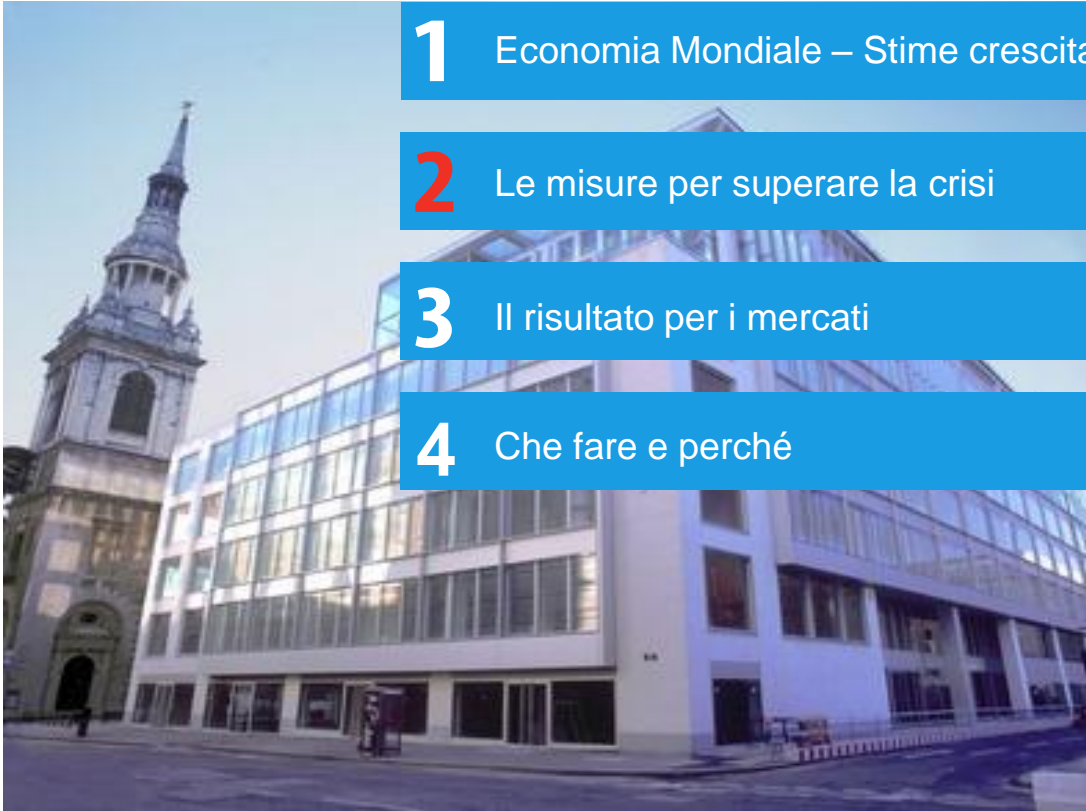 1 Economia Mondiale – Stime crescita
2 Le misure per superare la crisi
3 Il risultato per i mercati
4 Che fare e perché